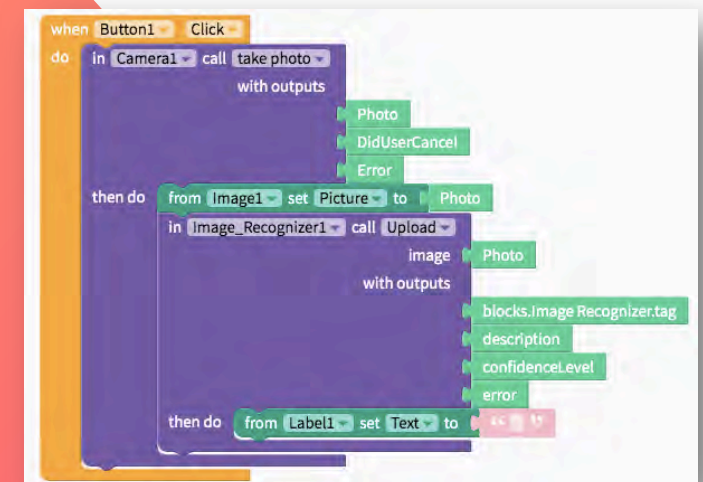 when Button1 Click
do in Camera1 call take photo
with outputs
Photo
DidUserCancel
Error
then do from Image1 set Picture to Photo
in Image_Recognizer1 call Upload
image Photo
with outputs
blocks.Image Recognizer.tag
description
confidenceLevel
error
then do from Label1 set Text to “ ”